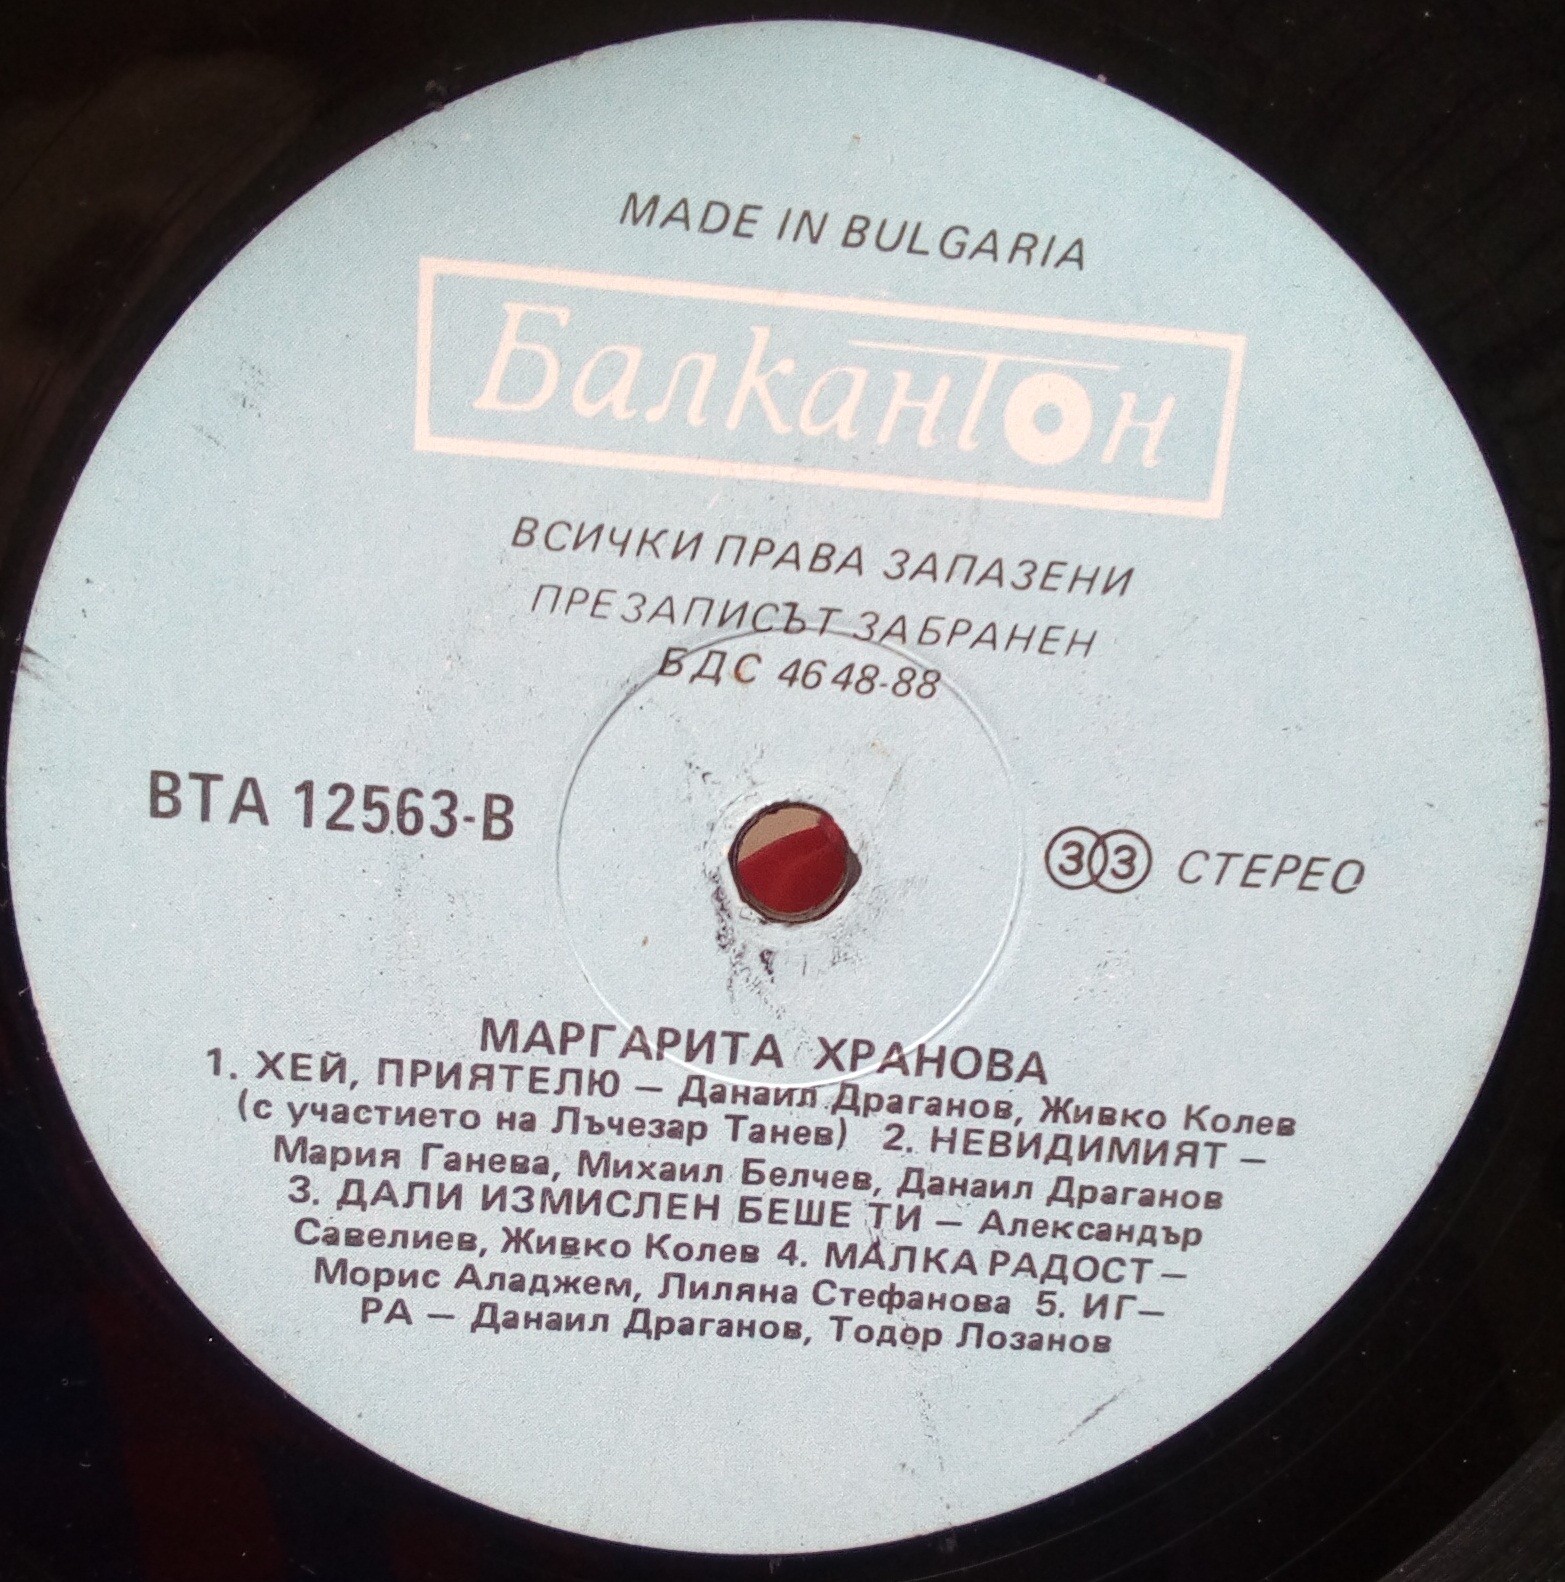 MADE IN BULGARIA
Балкантон
ВСИЧКИ ПРАВА ЗАПАЗЕНИ
ПРЕЗАПИСЪТ ЗАБРАНЕН
БДС 4648-88
ВТА 12563-В
33 СТЕРЕО
МАРГАРИТА ХРАНОВА
1. ХЕЙ, ПРИЯТЕЛЮ — Данаил Драганов, Живко Колев
(с участието на Лъчезар Танев) 2. НЕВИДИМИЯТ —
Мария Ганева, Михаил Белчев, Данаил Драганов
3. ДАЛИ ИЗМИСЛЕН БЕШЕ ТИ — Александър
Савелиев, Живко Колев 4. МАЛКА РАДОСТ —
Морис Аладжем, Лиляна Стефанова 5. ИГ—
РА — Данаил Драганов, Тодор Лозанов